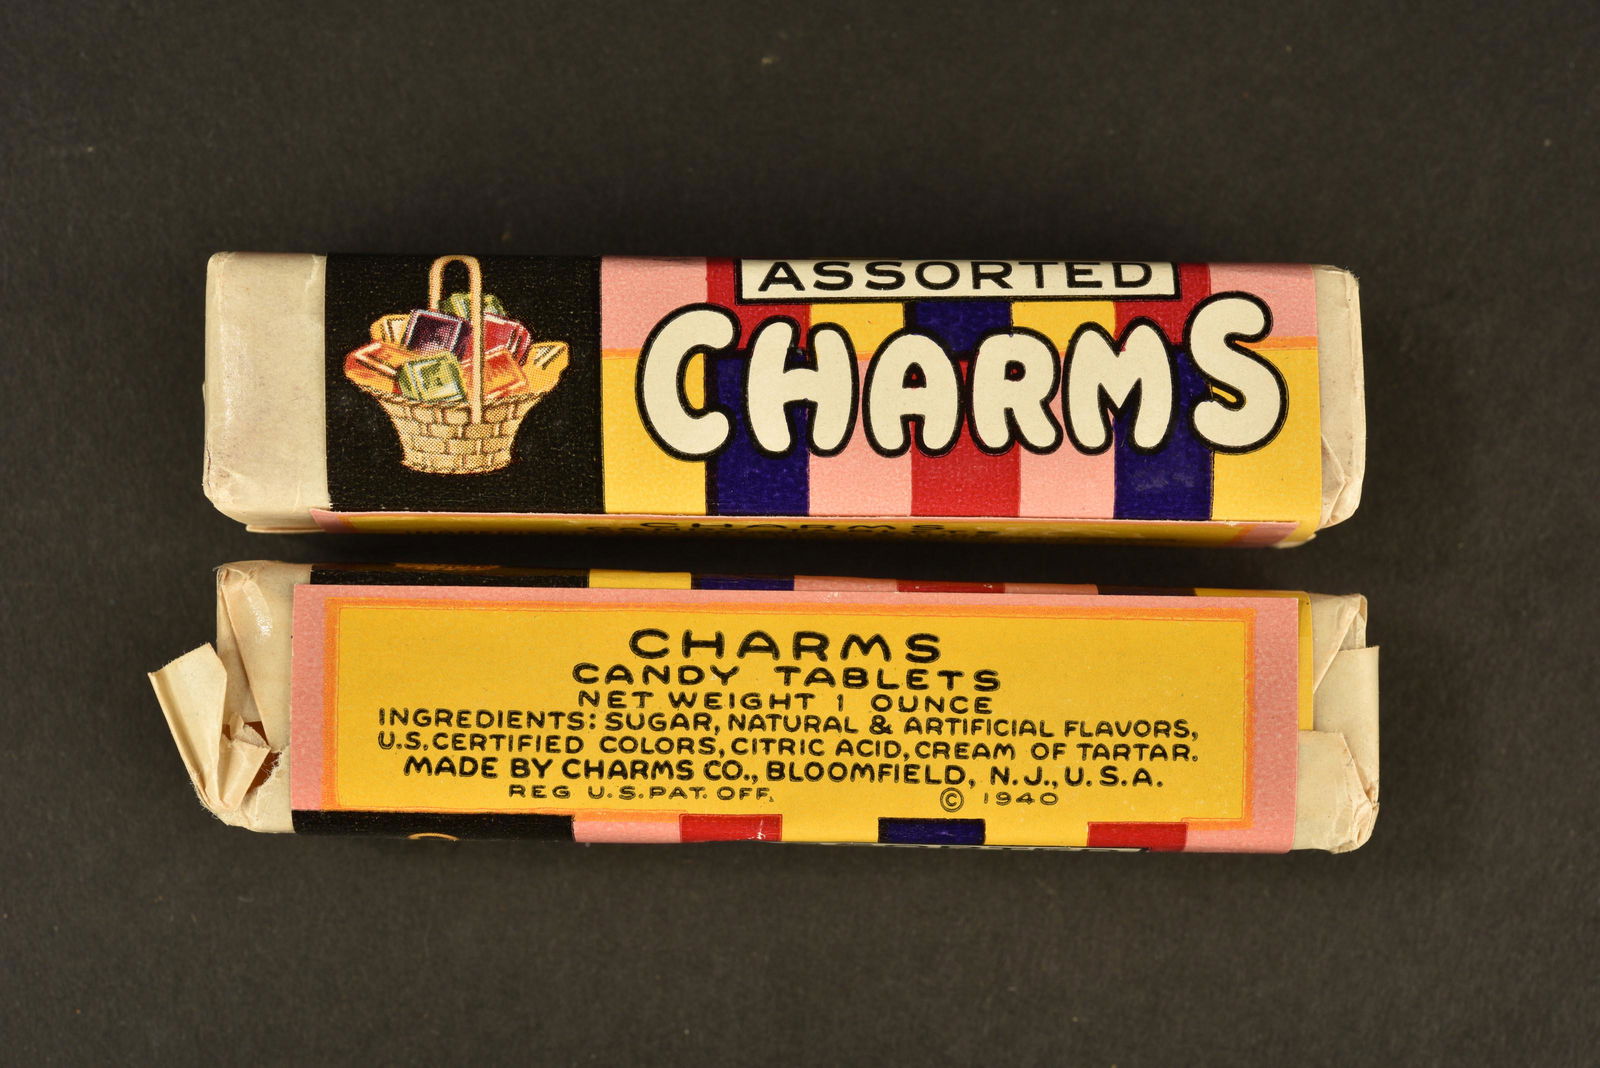 ASSORTED
CHARMS
CHARMS
CHARMS
CANDY TABLETS
NET WEIGHT 1 OUNCE
INGREDIENTS: SUGAR, NATURAL & ARTIFICIAL FLAVORS,
U.S. CERTIFIED COLORS, CITRIC ACID, CREAM OF TARTAR.
MADE BY CHARMS CO., BLOOMFIELD, N.J., U.S.A.
REG U.S. PAT. OFF. © 1940